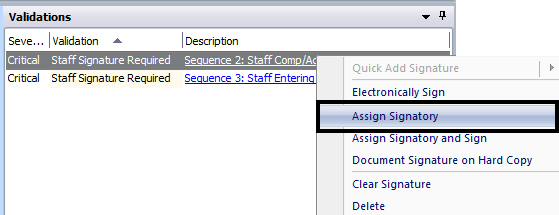 Validations
Seve... Validation Description
Critical Staff Signature Required Sequence 2: Staff Comp/Ac
Critical Staff Signature Required Sequence 3: Staff Entering
Quick Add Signature
Electronically Sign
Assign Signatory
Assign Signatory and Sign
Document Signature on Hard Copy
Clear Signature
Delete